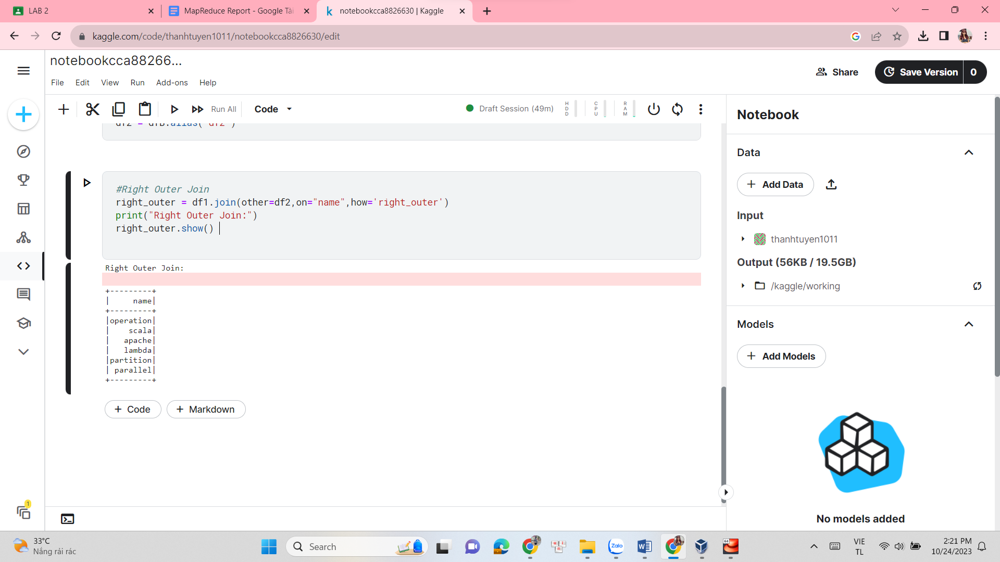 LAB 2
MapReduce Report - Google Tài
notebookcca8826630 | Kaggle
kaggle.com/code/thanhtuyen1011/notebookcca8826630/edit
notebookcca88266...
File Edit View Run Add-ons Help
Share
Save Version 0
Run All
Code
Draft Session (49m)
HDD
CPU
RAM
df2 = dfB.alias("df2")
#Right Outer Join
right_outer = df1.join(other=df2,on="name",how='right_outer')
print("Right Outer Join:")
right_outer.show()
Right Outer Join:
+---------+
|     name|
+---------+
|operation|
|    scala|
|   apache|
|   lambda|
|partition|
| parallel|
+---------+
+ Code
+ Markdown
Notebook
Data
+ Add Data
Input
thanhtuyen1011
Output (56KB / 19.5GB)
/kaggle/working
Models
+ Add Models
No models added
1
33°C
Nắng rải rác
Search
Zalo
64
VIE
TL
2:21 PM
10/24/2023